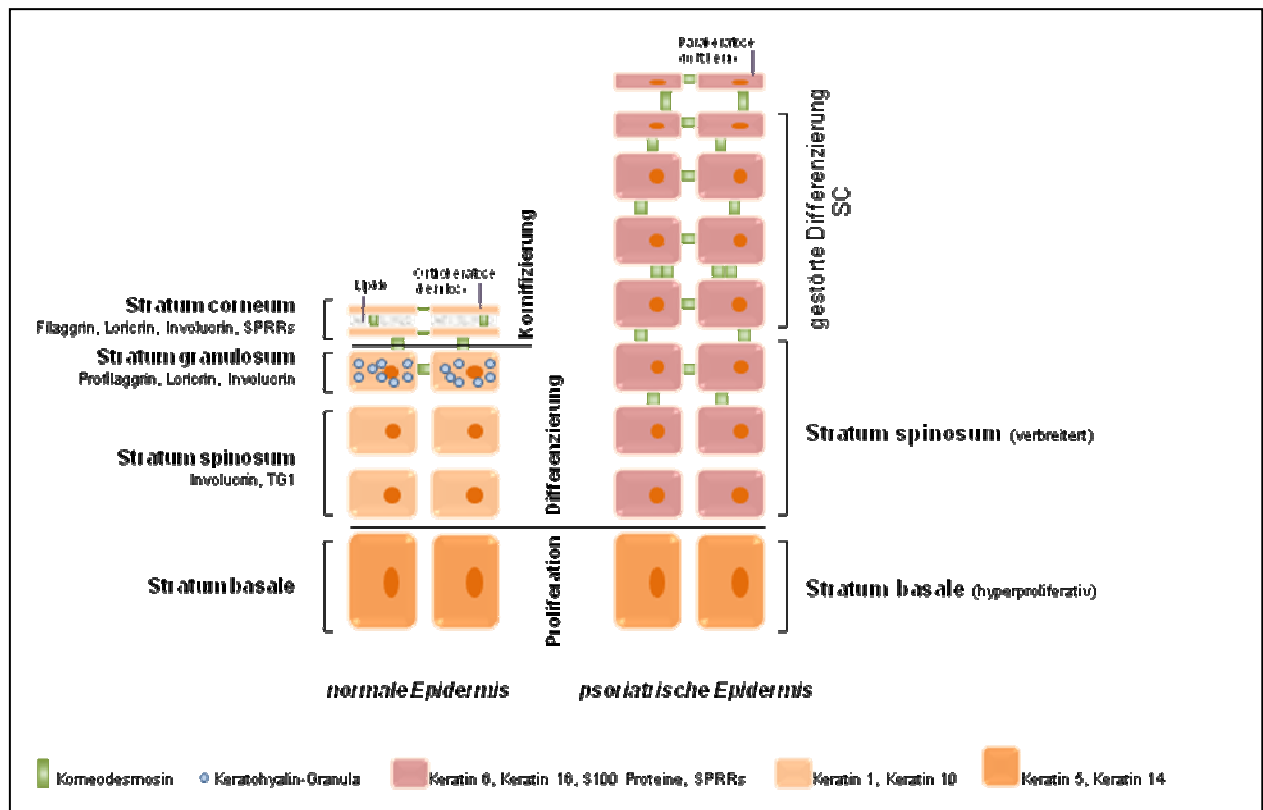 Stratum corneum
Filaggrin, Loricrin, Involucrin, SPRRs
Stratum granulosum
Profilaggrin, Loricrin, Involucrin
Stratum spinosum
Involucrin, TG1
Stratum basale
Lipide
Kornifizierung
Differenzierung
Proliferation
gestörte Differenzierung
SC
Stratum spinosum (verbreitert)
Stratum basale (hyperproliferativ)
normale Epidermis
psoriatrische Epidermis
Korneodesmosin
Keratohyalin-Granula
Keratin 6, Keratin 16, S100 Proteine, SPRRs
Keratin 1, Keratin 10
Keratin 5, Keratin 14